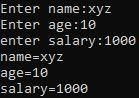 Enter name:xyz
Enter age:10
enter salary:1000
name=xyz
age=10
salary=1000